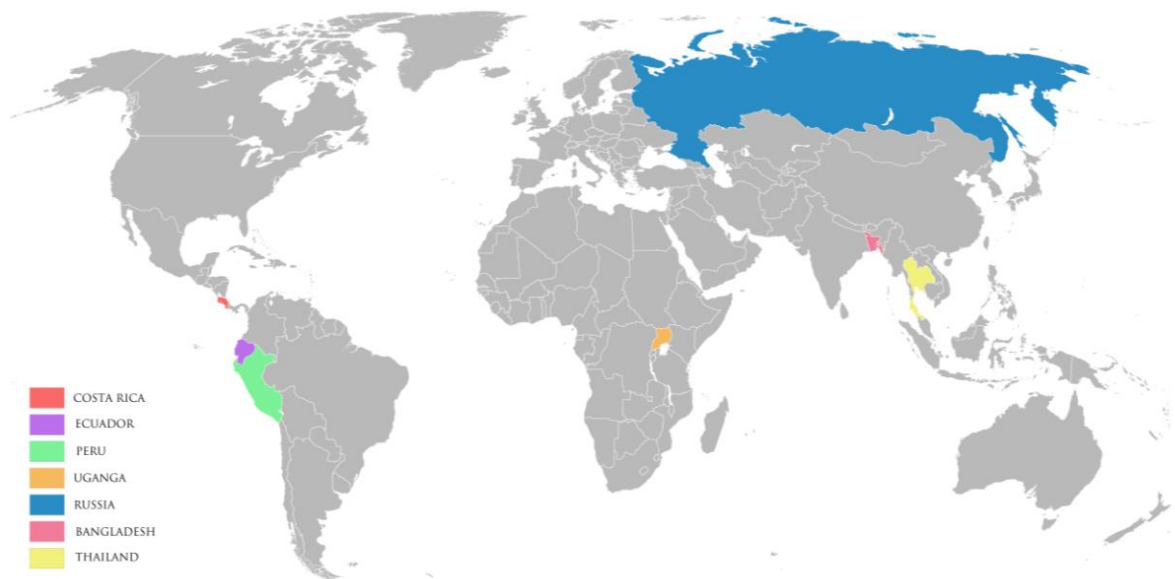 COSTA RICA
ECUADOR
PERU
UGANGA
RUSSIA
BANGLADESH
THAILAND